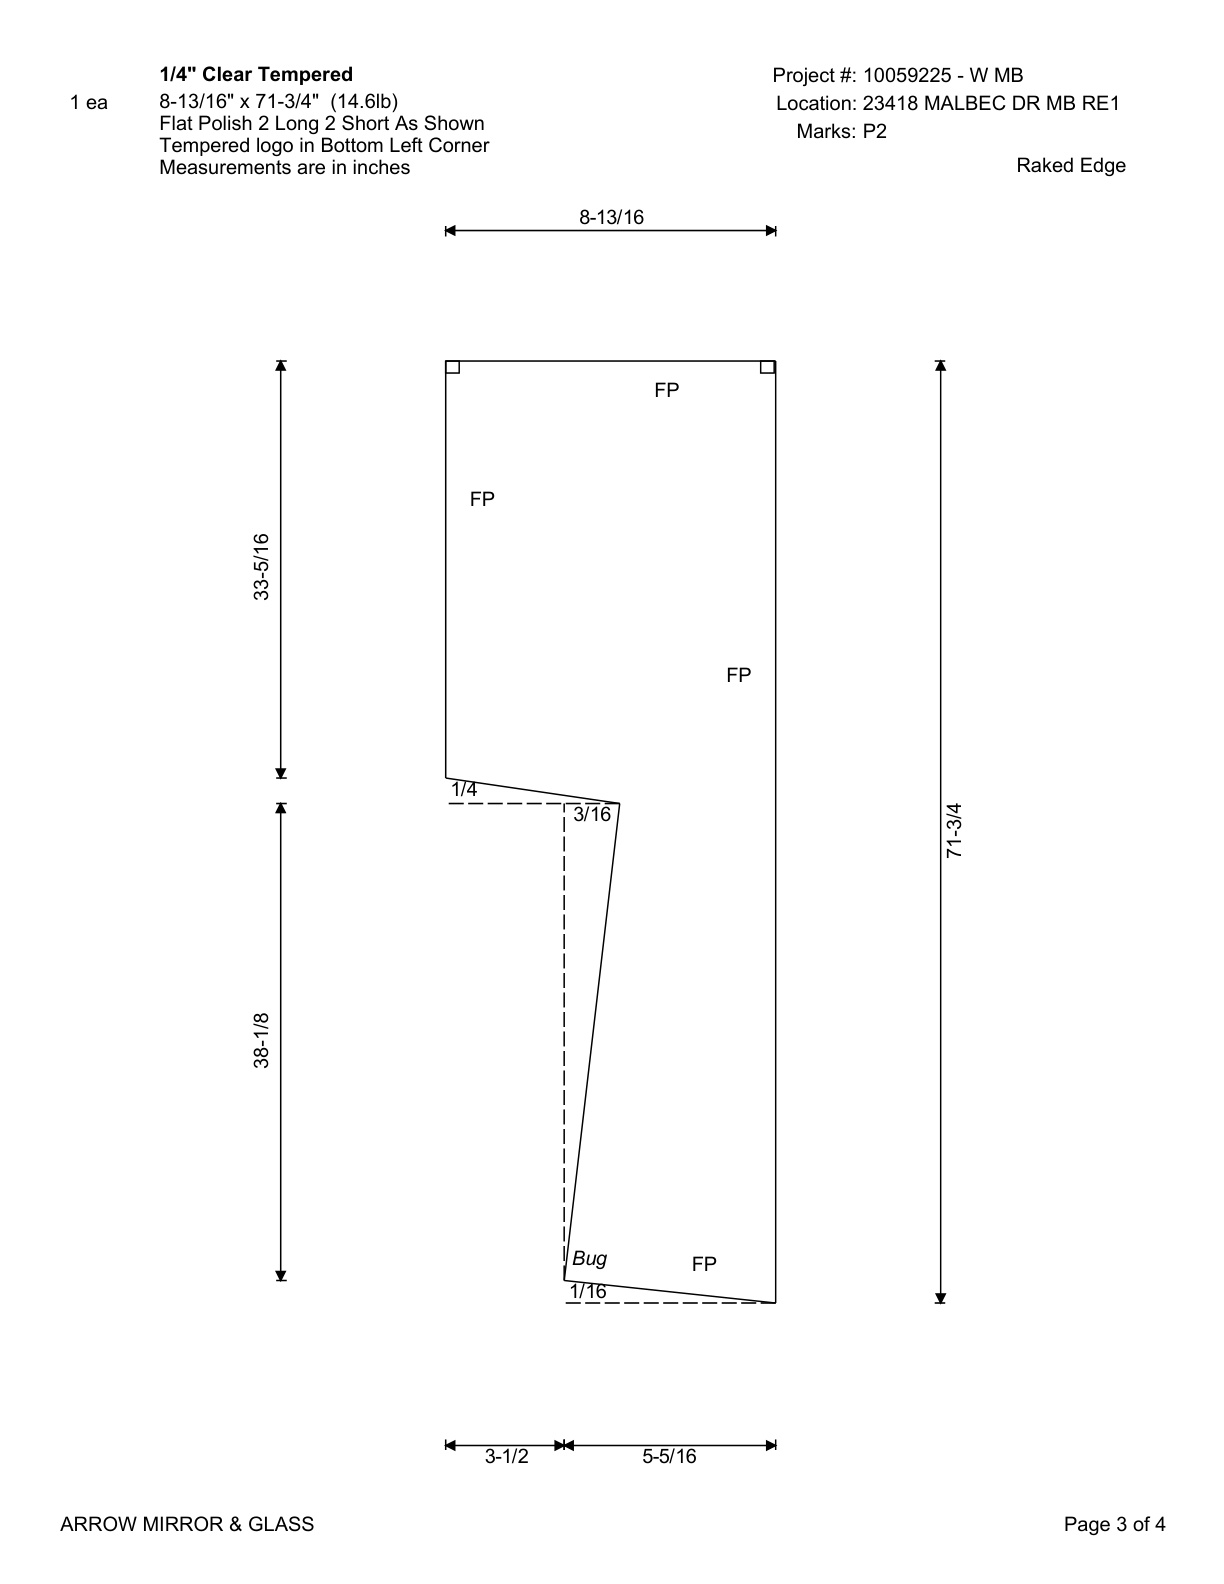 1/4" Clear Tempered
1 ea
8-13/16" x 71-3/4"  (14.6lb)
Flat Polish 2 Long 2 Short As Shown
Tempered logo in Bottom Left Corner
Measurements are in inches
Project #: 10059225 - W MB
Location: 23418 MALBEC DR MB RE1
Marks: P2
Raked Edge
8-13/16
FP
FP
33-5/16
FP
1/4
3/16
71-3/4
38-1/8
Bug
FP
1/16
3-1/2
5-5/16
ARROW MIRROR & GLASS
Page 3 of 4